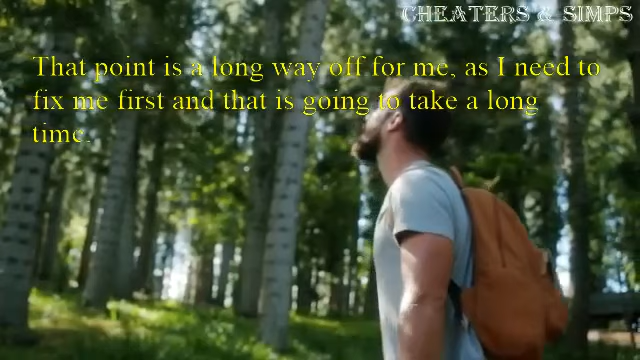 CHEATERS & SIMPS
That point is a long way off for me, as I need to
fix me first and that is going to take a long
time.